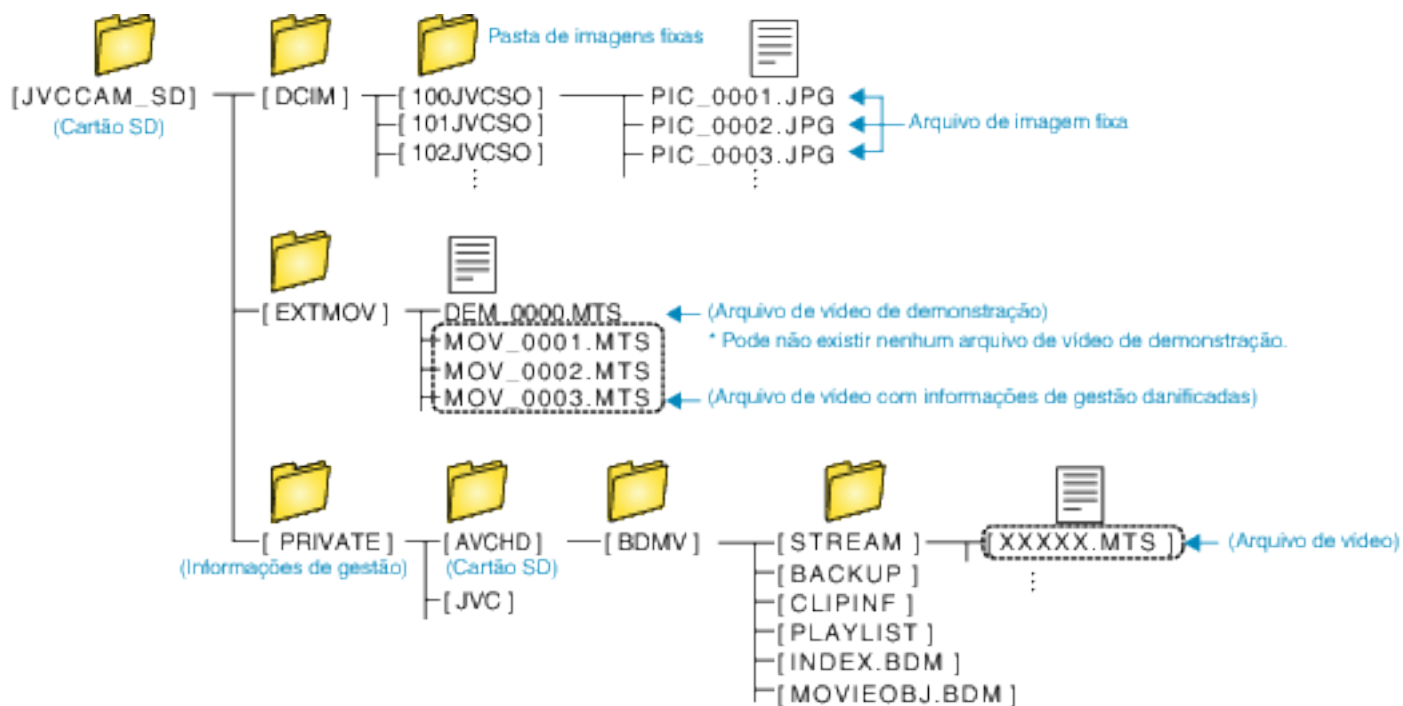 Pasta de imagens fixas
[JVCCAM_SD]
(Cartão SD)
[ DCIM ]
[ 100JVCSO ]
[ 101JVCSO ]
[ 102JVCSO ]
⋮
PIC_0001.JPG
PIC_0002.JPG
PIC_0003.JPG
⋮
Arquivo de imagem fixa
[ EXTMOV ]
DEM_0000.MTS
(Arquivo de vídeo de demonstração)
* Pode não existir nenhum arquivo de vídeo de demonstração.
MOV_0001.MTS
MOV_0002.MTS
MOV_0003.MTS
(Arquivo de vídeo com informações de gestão danificadas)
[ PRIVATE ]
(Informações de gestão)
[ AVCHD ]
(Cartão SD)
[ JVC ]
[ BDMV ]
[ STREAM ]
[ BACKUP ]
[ CLIPINF ]
[ PLAYLIST ]
[ INDEX.BDM ]
[ MOVIEOBJ.BDM ]
[ XXXXX.MTS ]
⋮
(Arquivo de vídeo)